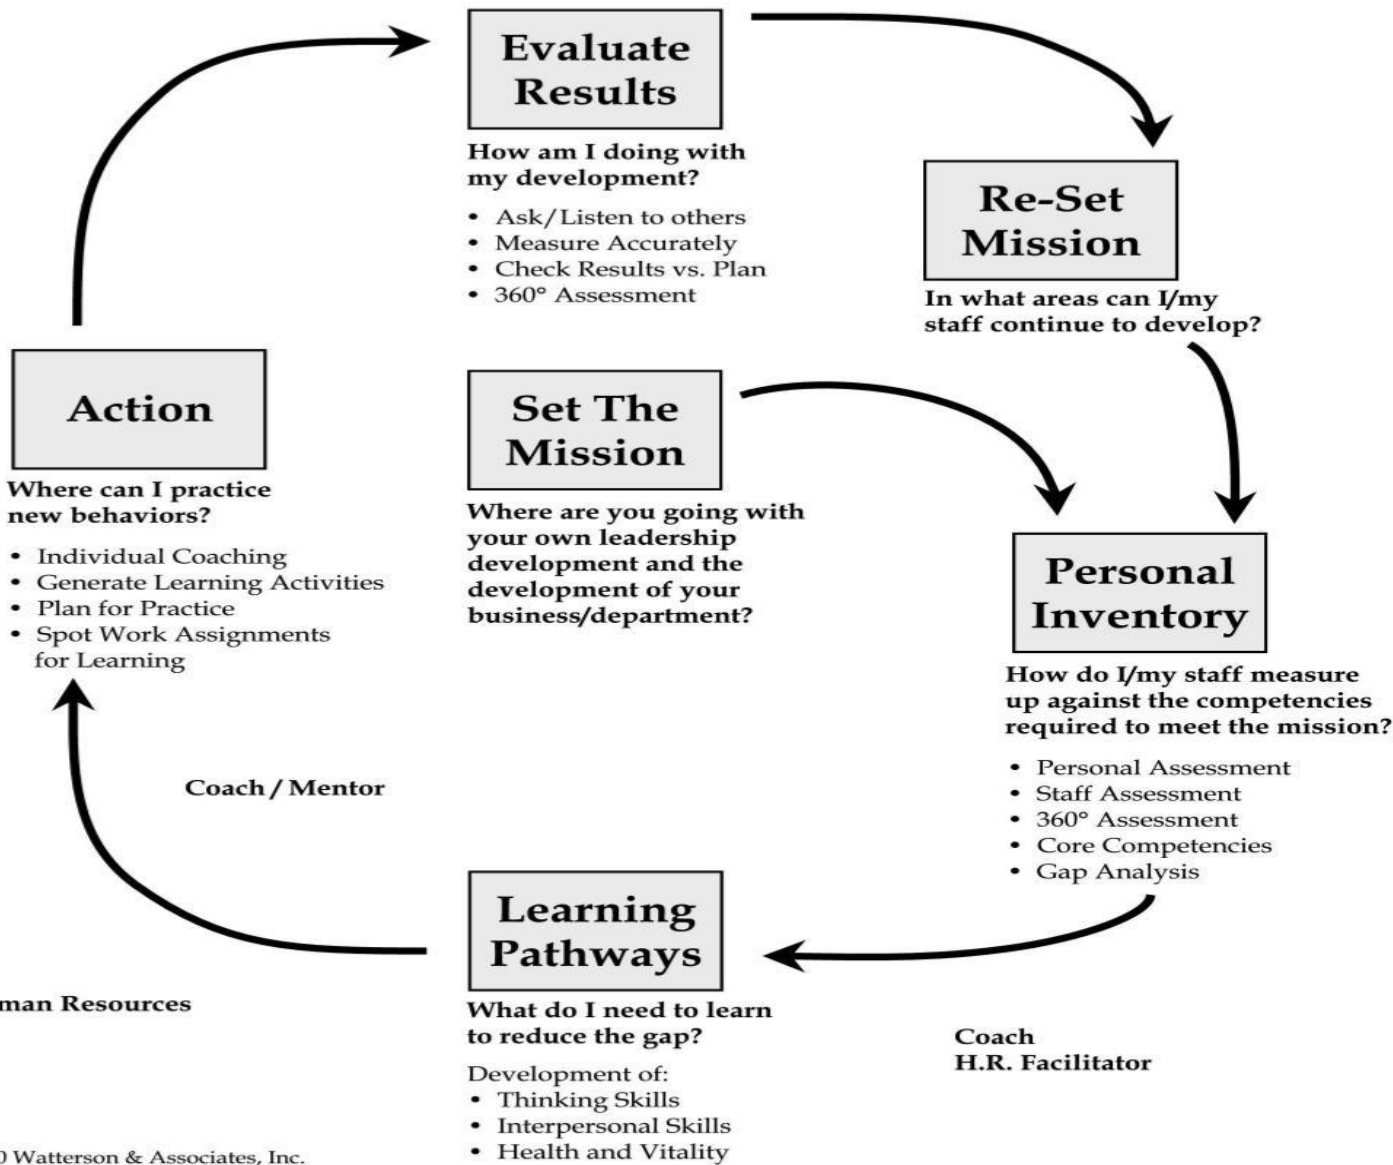 Evaluate
Results
How am I doing with
my development?
• Ask/Listen to others
• Measure Accurately
• Check Results vs. Plan
• 360° Assessment
Re-Set
Mission
In what areas can I/my
staff continue to develop?
Action
Where can I practice
new behaviors?
• Individual Coaching
• Generate Learning Activities
• Plan for Practice
• Spot Work Assignments
for Learning
Set The
Mission
Where are you going with
your own leadership
development and the
development of your
business/department?
Personal
Inventory
How do I/my staff measure
up against the competencies
required to meet the mission?
• Personal Assessment
• Staff Assessment
• 360° Assessment
• Core Competencies
• Gap Analysis
Coach / Mentor
Learning
Pathways
What do I need to learn
to reduce the gap?
Development of:
• Thinking Skills
• Interpersonal Skills
• Health and Vitality
Resources
Coach
H.R. Facilitator
Watterson & Associates, Inc.